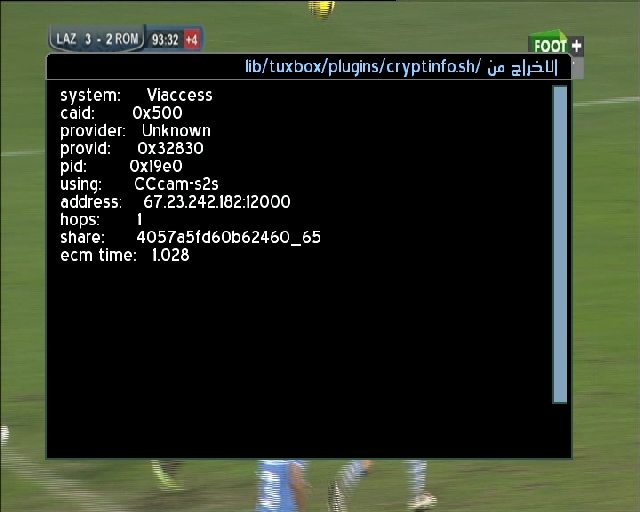 LAZ 3 - 2 ROM 93:32 +4
FOOT+
الاخراج من /lib/tuxbox/plugins/cryptinfo.sh
system: Viaccess
caid: 0x500
provider: Unknown
provid: 0x32830
pid: 0x19e0
using: CCcam-s2s
address: 67.23.242.182:12000
hops: 1
share: 4057a5fd60b62460_65
ecm time: 1.028